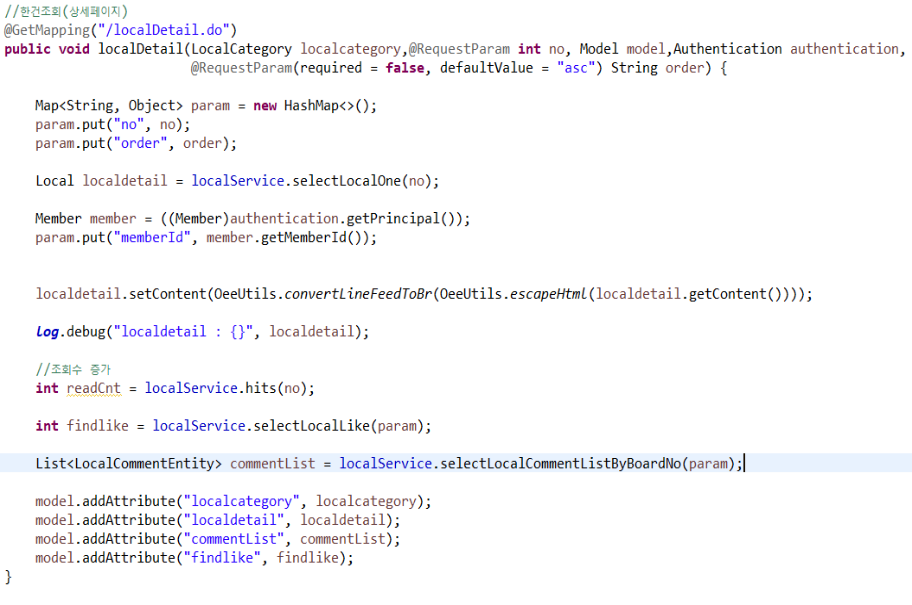 //한건조회(상세페이지)
@GetMapping("/localDetail.do")
public void localDetail(LocalCategory localcategory,@RequestParam int no, Model model,Authentication authentication,
@RequestParam(required = false, defaultValue = "asc") String order) {
Map<String, Object> param = new HashMap<>();
param.put("no", no);
param.put("order", order);
Local localdetail = localService.selectLocalOne(no);
Member member = ((Member)authentication.getPrincipal());
param.put("memberId", member.getMemberId());
localdetail.setContent(OeeUtils.convertLineFeedToBr(OeeUtils.escapeHtml(localdetail.getContent())));
log.debug("localdetail : {}", localdetail);
//조회수 증가
int readCnt = localService.hits(no);
int findlike = localService.selectLocalLike(param);
List<LocalCommentEntity> commentList = localService.selectLocalCommentListByBoardNo(param);
model.addAttribute("localcategory", localcategory);
model.addAttribute("localdetail", localdetail);
model.addAttribute("commentList", commentList);
model.addAttribute("findlike", findlike);
}